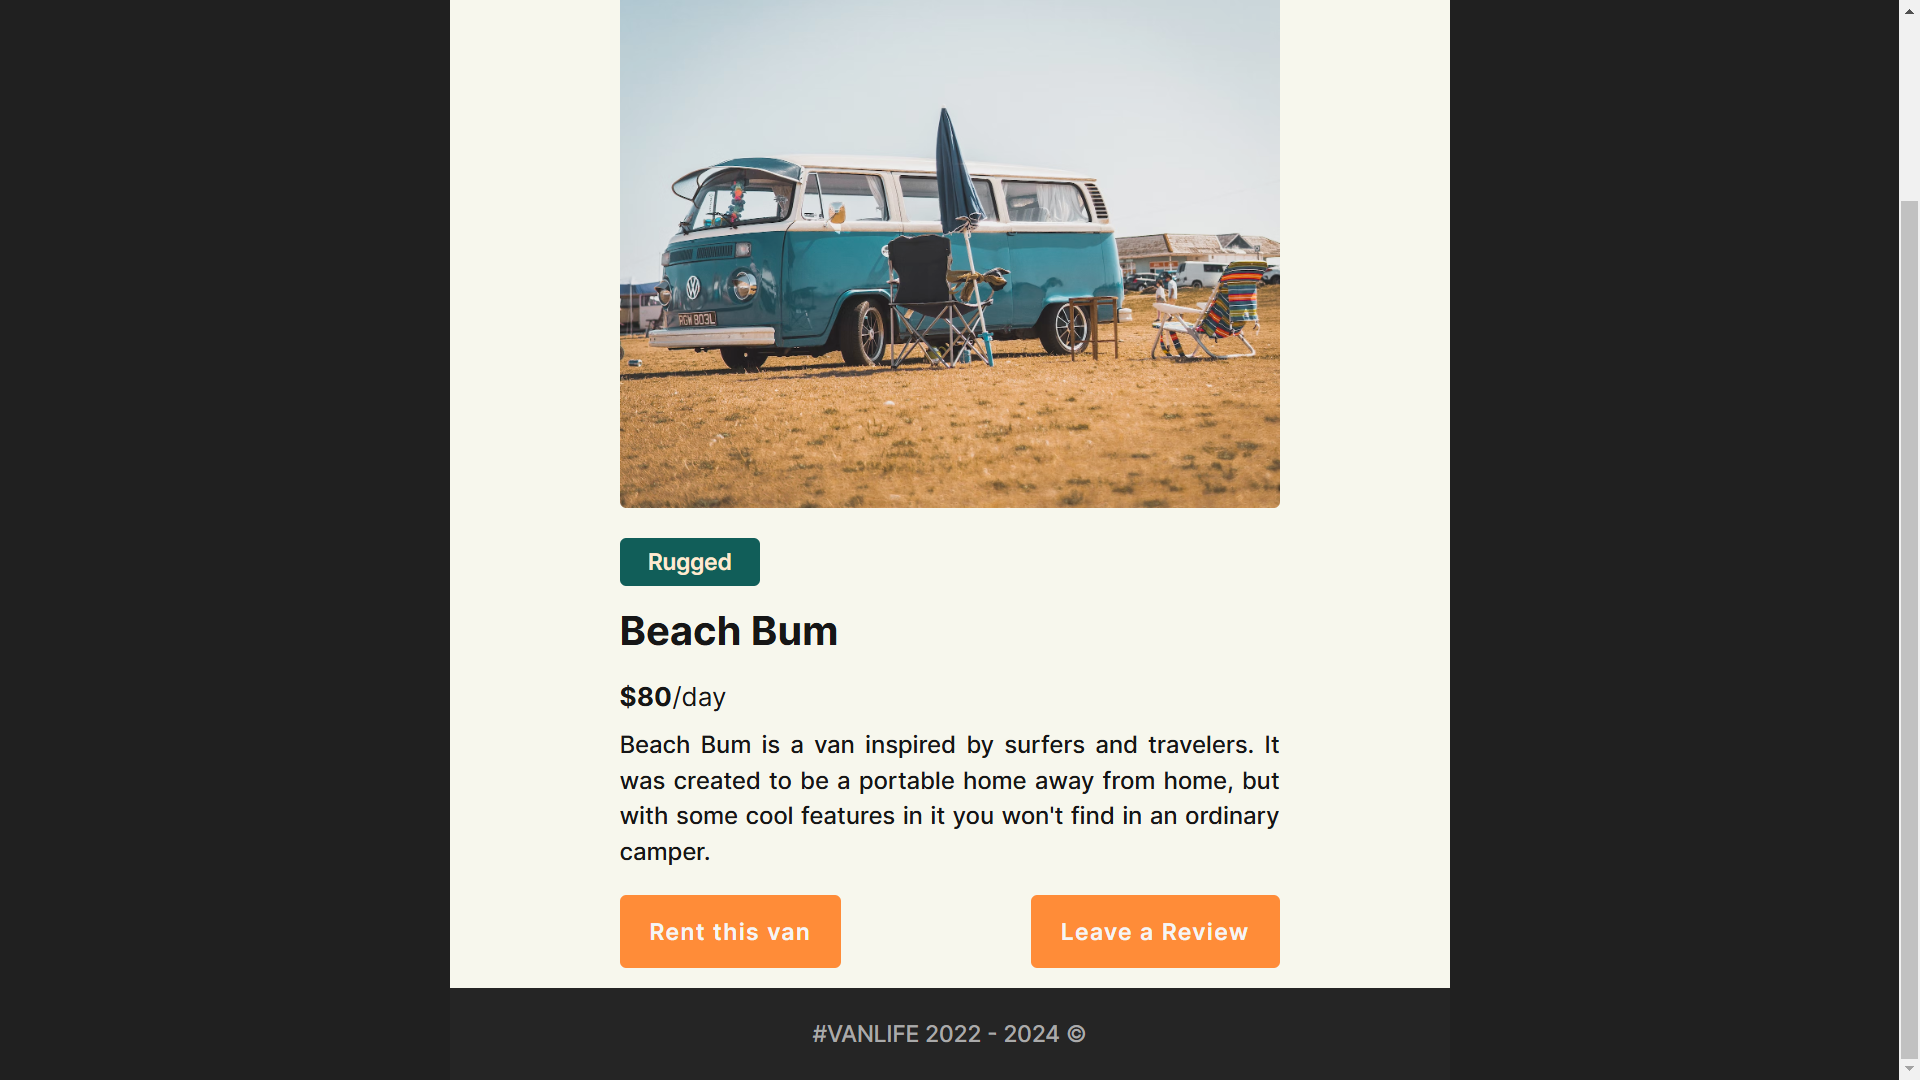 RGW 803L
Rugged
Beach Bum
$80/day
Beach Bum is a van inspired by surfers and travelers. It
was created to be a portable home away from home, but
with some cool features in it you won't find in an ordinary
camper.
Rent this van
Leave a Review
#VANLIFE 2022 - 2024 ©